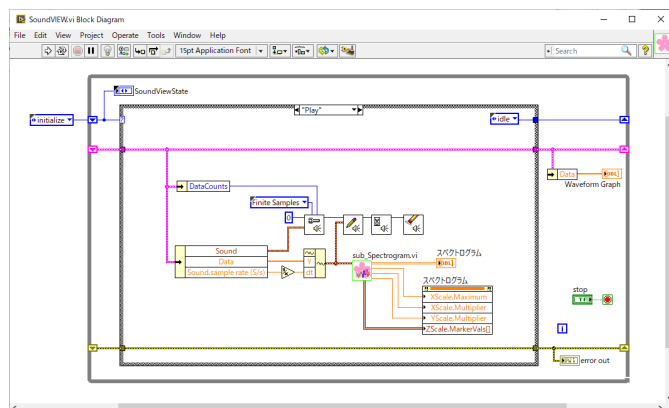 SoundVIEW.vi Block Diagram
File Edit View Project Operate Tools Window Help
15pt Application Font
Search
SoundViewState
"Play"
initialize
idle
Data
DBL
Waveform Graph
DataCounts
Finite Samples
0
Sound
Data
Sound.sample rate (S/s)
Y
dt
sub_Spectrogram.vi
スペクトログラム
DBL
スペクトログラム
XScale.Maximum
XScale.Multiplier
YScale.Multiplier
ZScale.MarkerVals[]
stop
TF
i
error out